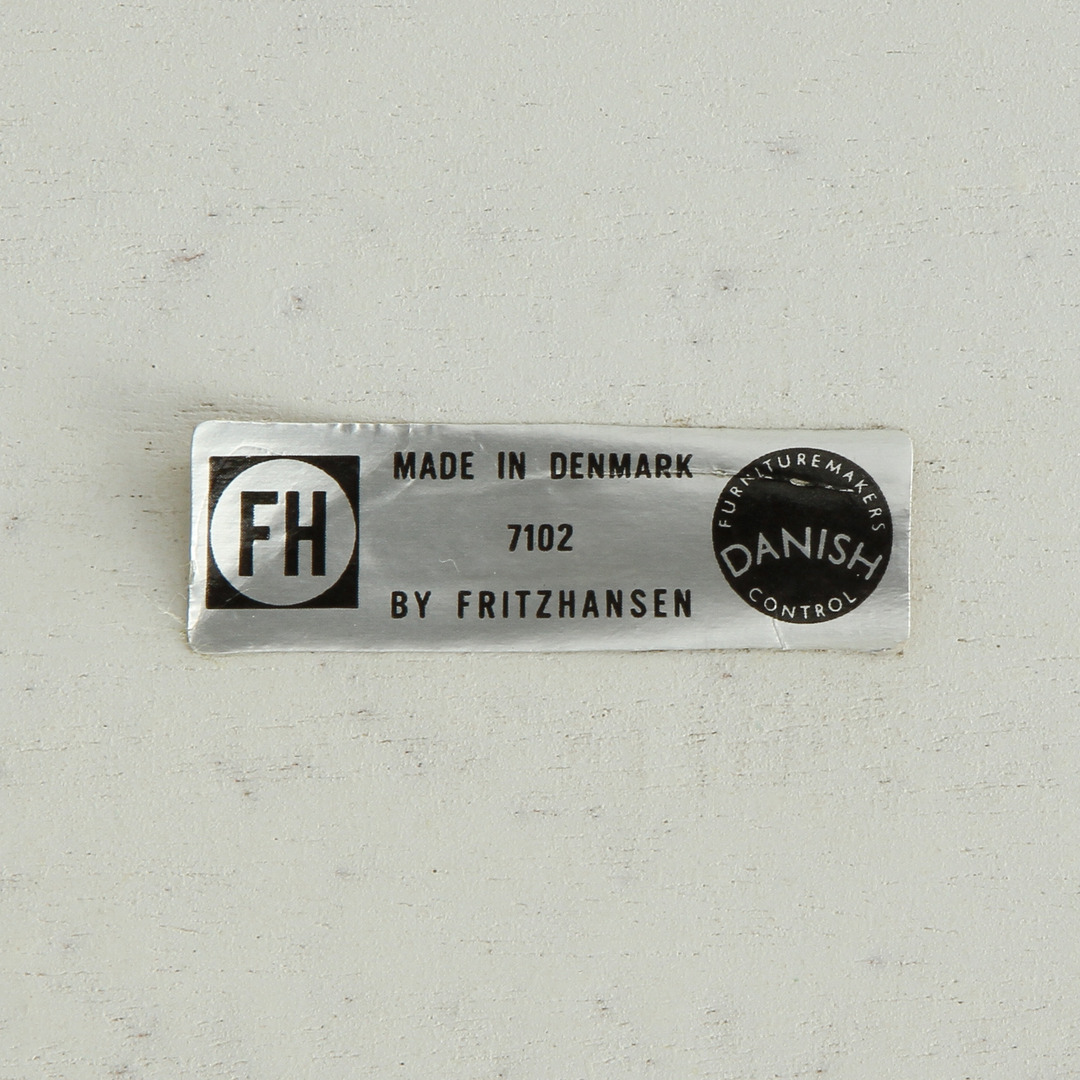 FH
MADE IN DENMARK
7102
BY FRITZHANSEN
FURNITUREMAKERS
DANISH
CONTROL